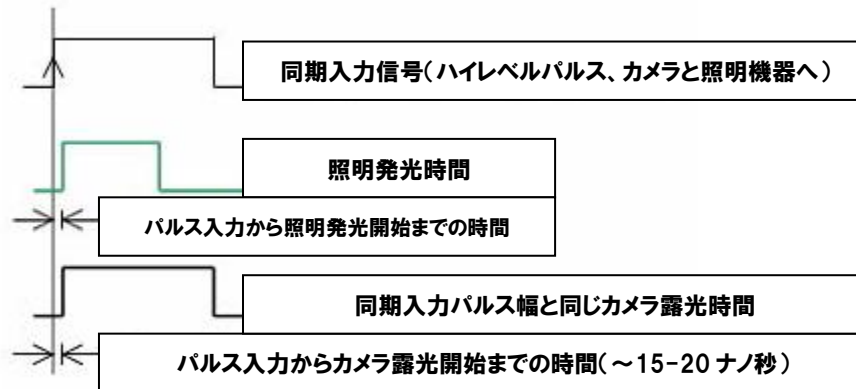 同期入力信号(ハイレベルパルス、カメラと照明機器へ)
照明発光時間
パルス入力から照明発光開始までの時間
同期入力パルス幅と同じカメラ露光時間
パルス入力からカメラ露光開始までの時間(～15-20 ナノ秒)